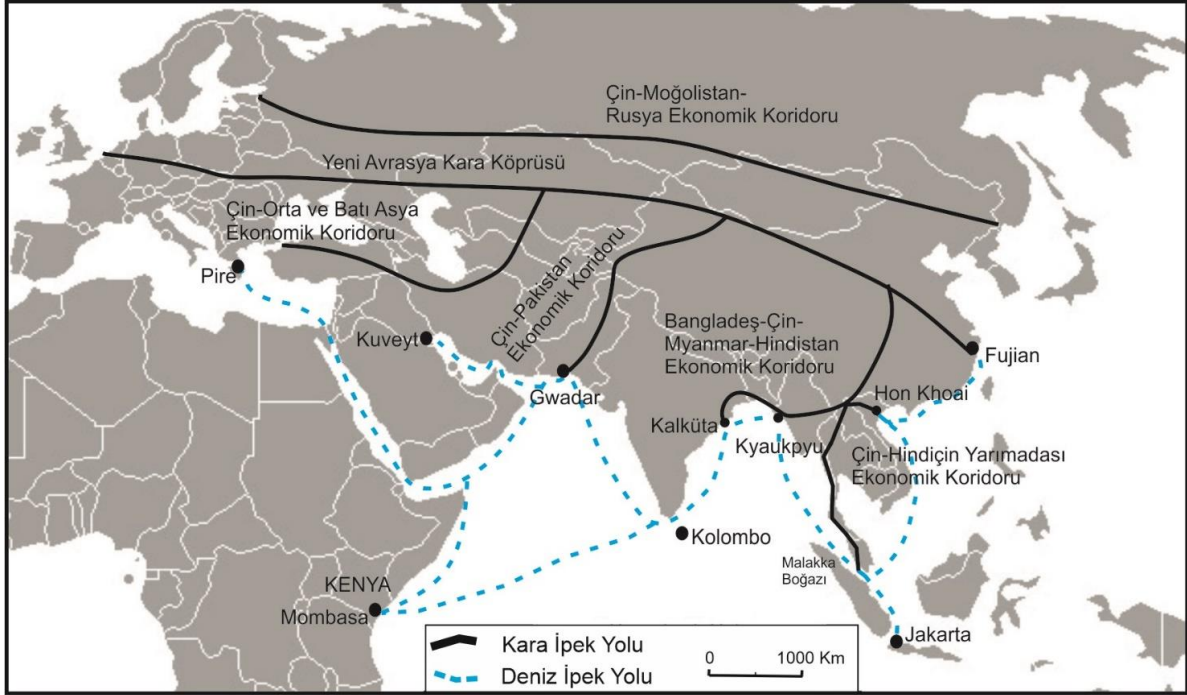 Çin-Moğolistan-
Rusya Ekonomik Koridoru
Yeni Avrasya Kara Köprüsü
Çin-Orta ve Batı Asya
Ekonomik Koridoru
Pire
Çin-Pakistan
Ekonomik Koridoru
Kuveyt
Gwadar
Bangladeş-Çin-
Myanmar-Hindistan
Ekonomik Koridoru
Fujian
Hon Khoai
Kalküta
Kyaukpyu
Çin-Hindiçin Yarımadası
Ekonomik Koridoru
Kolombo
Malakka
Boğazı
KENYA
Mombasa
Jakarta
Kara İpek Yolu
Deniz İpek Yolu
0 1000 Km